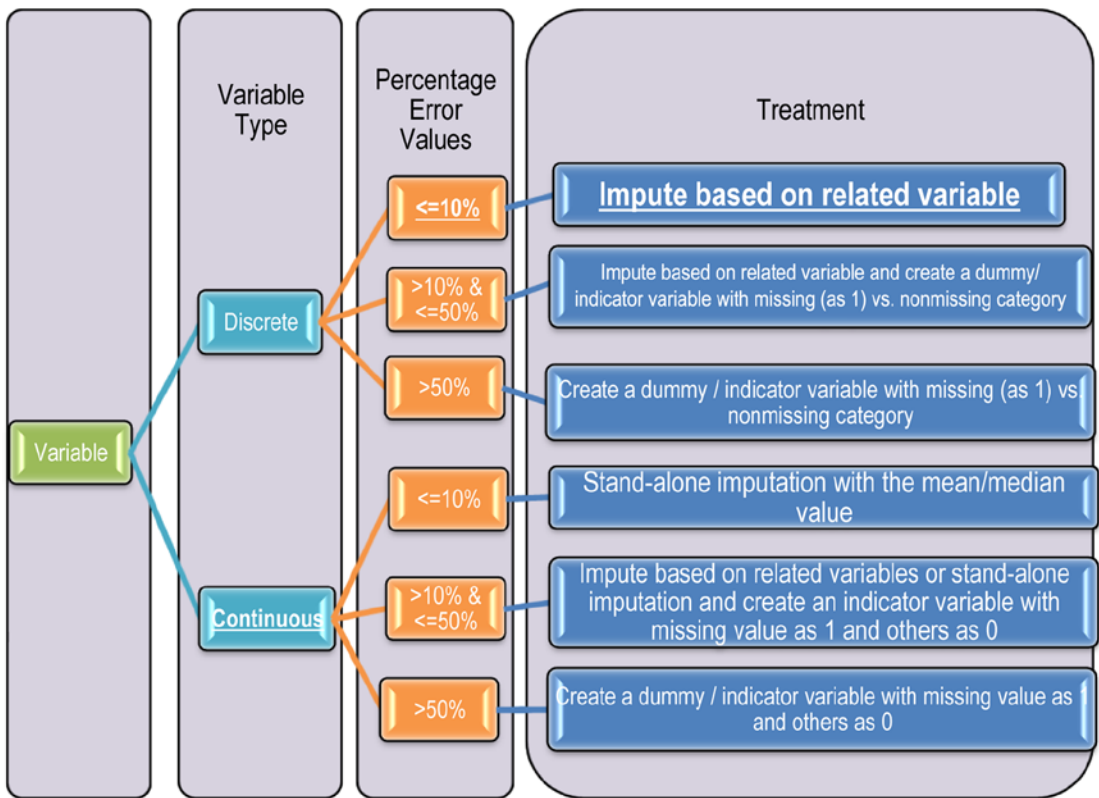 Variable
Type
Percentage
Error
Values
Treatment
<=10%
Impute based on related variable
>10% &
<=50%
Impute based on related variable and create a dummy/
indicator variable with missing (as 1) vs. nonmissing category
Discrete
>50%
Create a dummy / indicator variable with missing (as 1) vs.
nonmissing category
Variable
<=10%
Stand-alone imputation with the mean/median
value
Continuous
>10% &
<=50%
Impute based on related variables or stand-alone
imputation and create an indicator variable with
missing value as 1 and others as 0
>50%
Create a dummy / indicator variable with missing value as 1
and others as 0